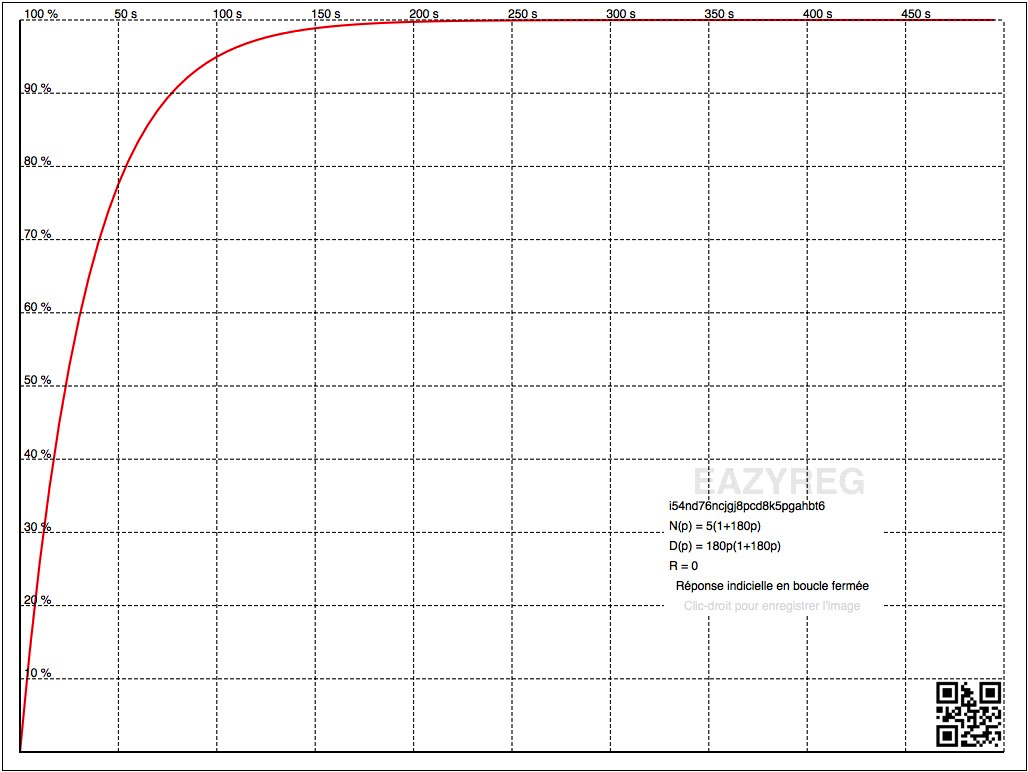 100 % 50 s 100 s 150 s 200 s 250 s 300 s 350 s 400 s 450 s
90 %
80 %
70 %
60 %
50 %
40 %
EAZYREG
i54nd76ncjgj8pcd8k5pgahbt6
30 %
N(p) = 5(1+180p)
D(p) = 180p(1+180p)
R = 0
Réponse indicielle en boucle fermée
20 %
Clic-droit pour enregistrer l'image
10 %